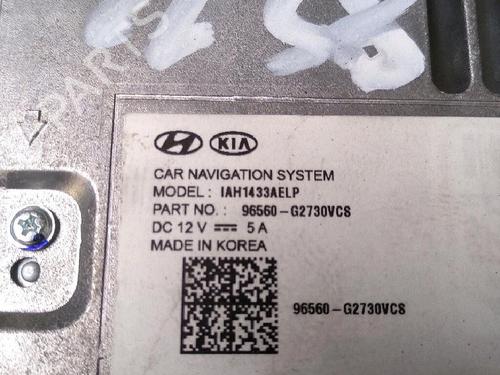 KIA
CAR NAVIGATION SYSTEM
MODEL : IAH1433AELP
PART NO. : 96560-G2730VCS
DC 12 V ⎓ 5 A
MADE IN KOREA
96560-G2730VCS